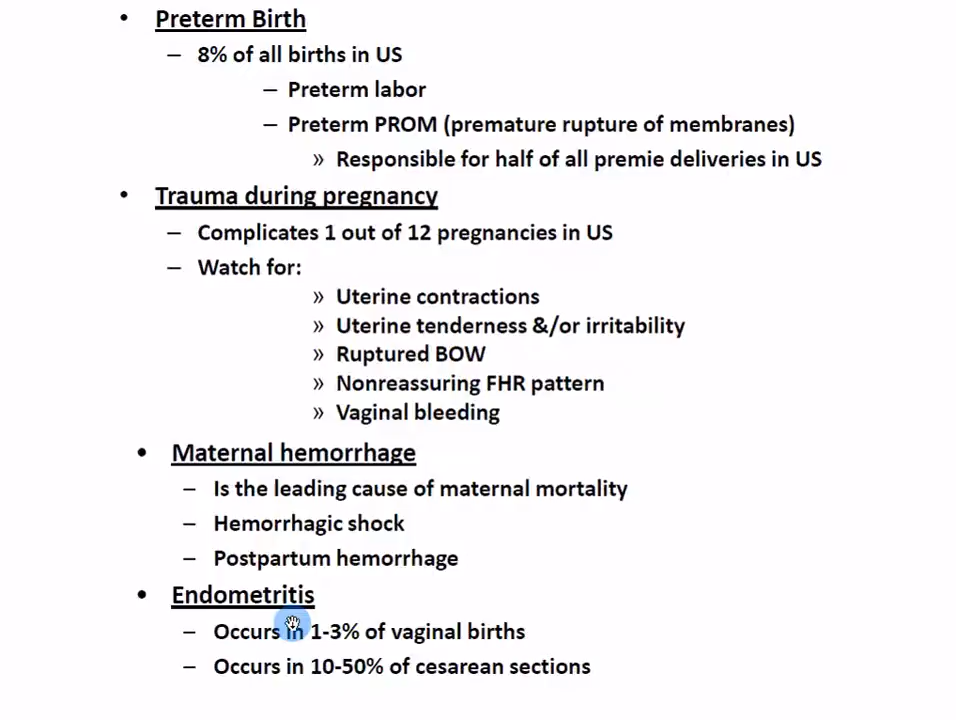 • Preterm Birth
– 8% of all births in US
– Preterm labor
– Preterm PROM (premature rupture of membranes)
» Responsible for half of all premie deliveries in US
• Trauma during pregnancy
– Complicates 1 out of 12 pregnancies in US
– Watch for:
» Uterine contractions
» Uterine tenderness &/or irritability
» Ruptured BOW
» Nonreassuring FHR pattern
» Vaginal bleeding
• Maternal hemorrhage
– Is the leading cause of maternal mortality
– Hemorrhagic shock
– Postpartum hemorrhage
• Endometritis
– Occurs in 1-3% of vaginal births
– Occurs in 10-50% of cesarean sections